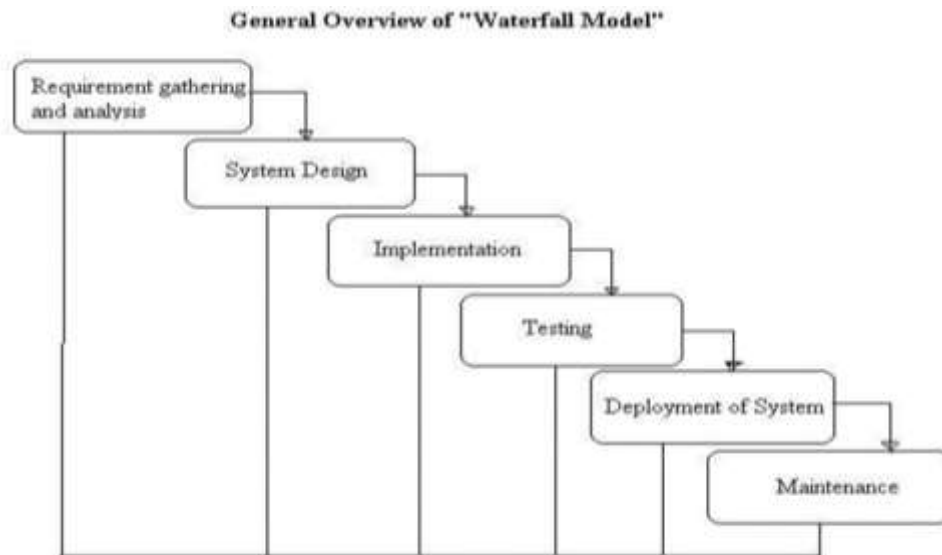 General Overview of "Waterfall Model"
Requirement gathering
and analysis
System Design
Implementation
Testing
Deployment of System
Maintenance